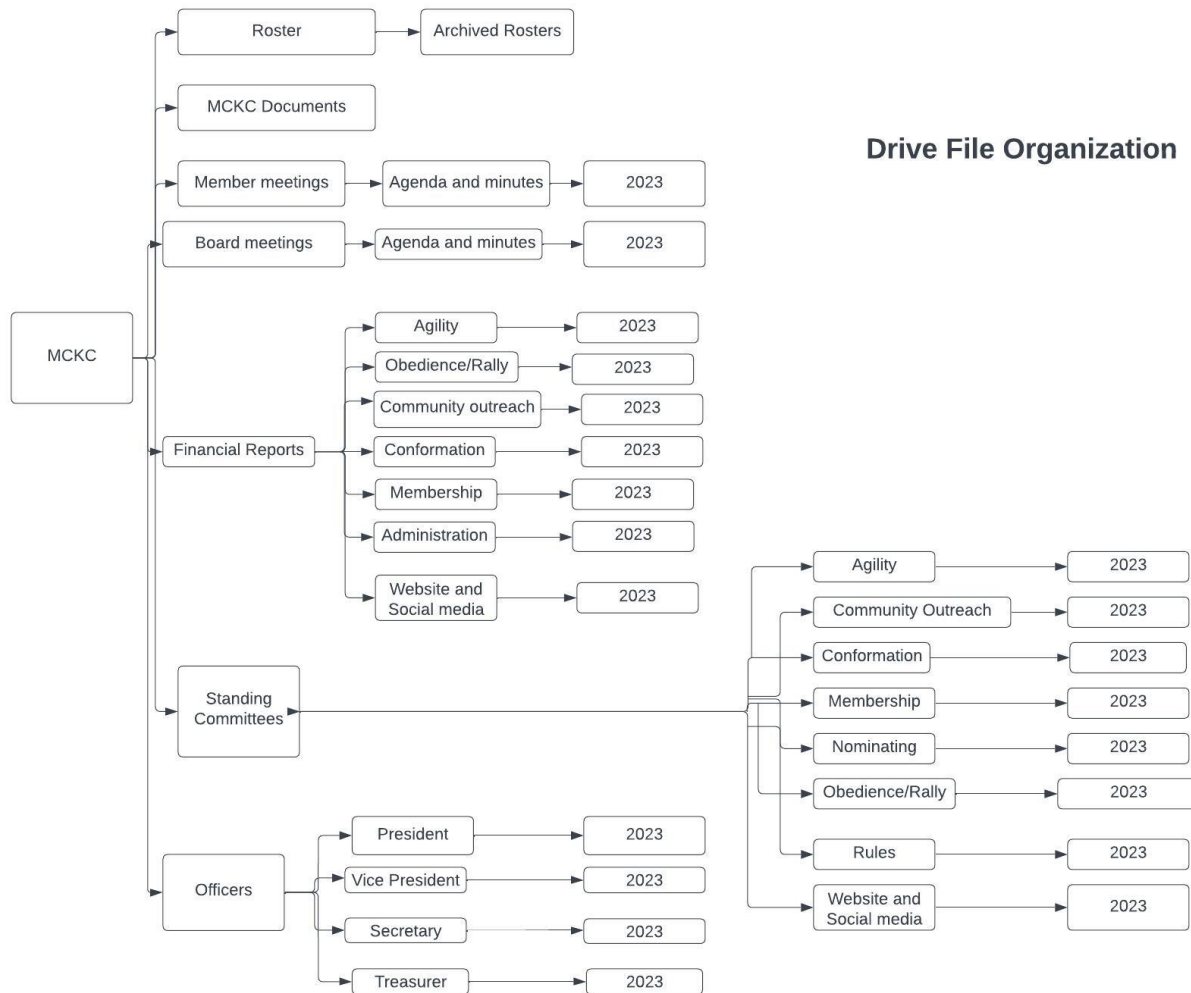 Roster
Archived Rosters
MCKC Documents
Drive File Organization
Member meetings
Agenda and minutes
2023
Board meetings
Agenda and minutes
2023
MCKC
Financial Reports
Agility
2023
Obedience/Rally
2023
Community outreach
2023
Conformation
2023
Membership
2023
Administration
2023
Website and
Social media
2023
Standing
Committees
Agility
2023
Community Outreach
2023
Conformation
2023
Membership
2023
Nominating
2023
Obedience/Rally
2023
Rules
2023
Website and
Social media
2023
Officers
President
2023
Vice President
2023
Secretary
2023
Treasurer
2023